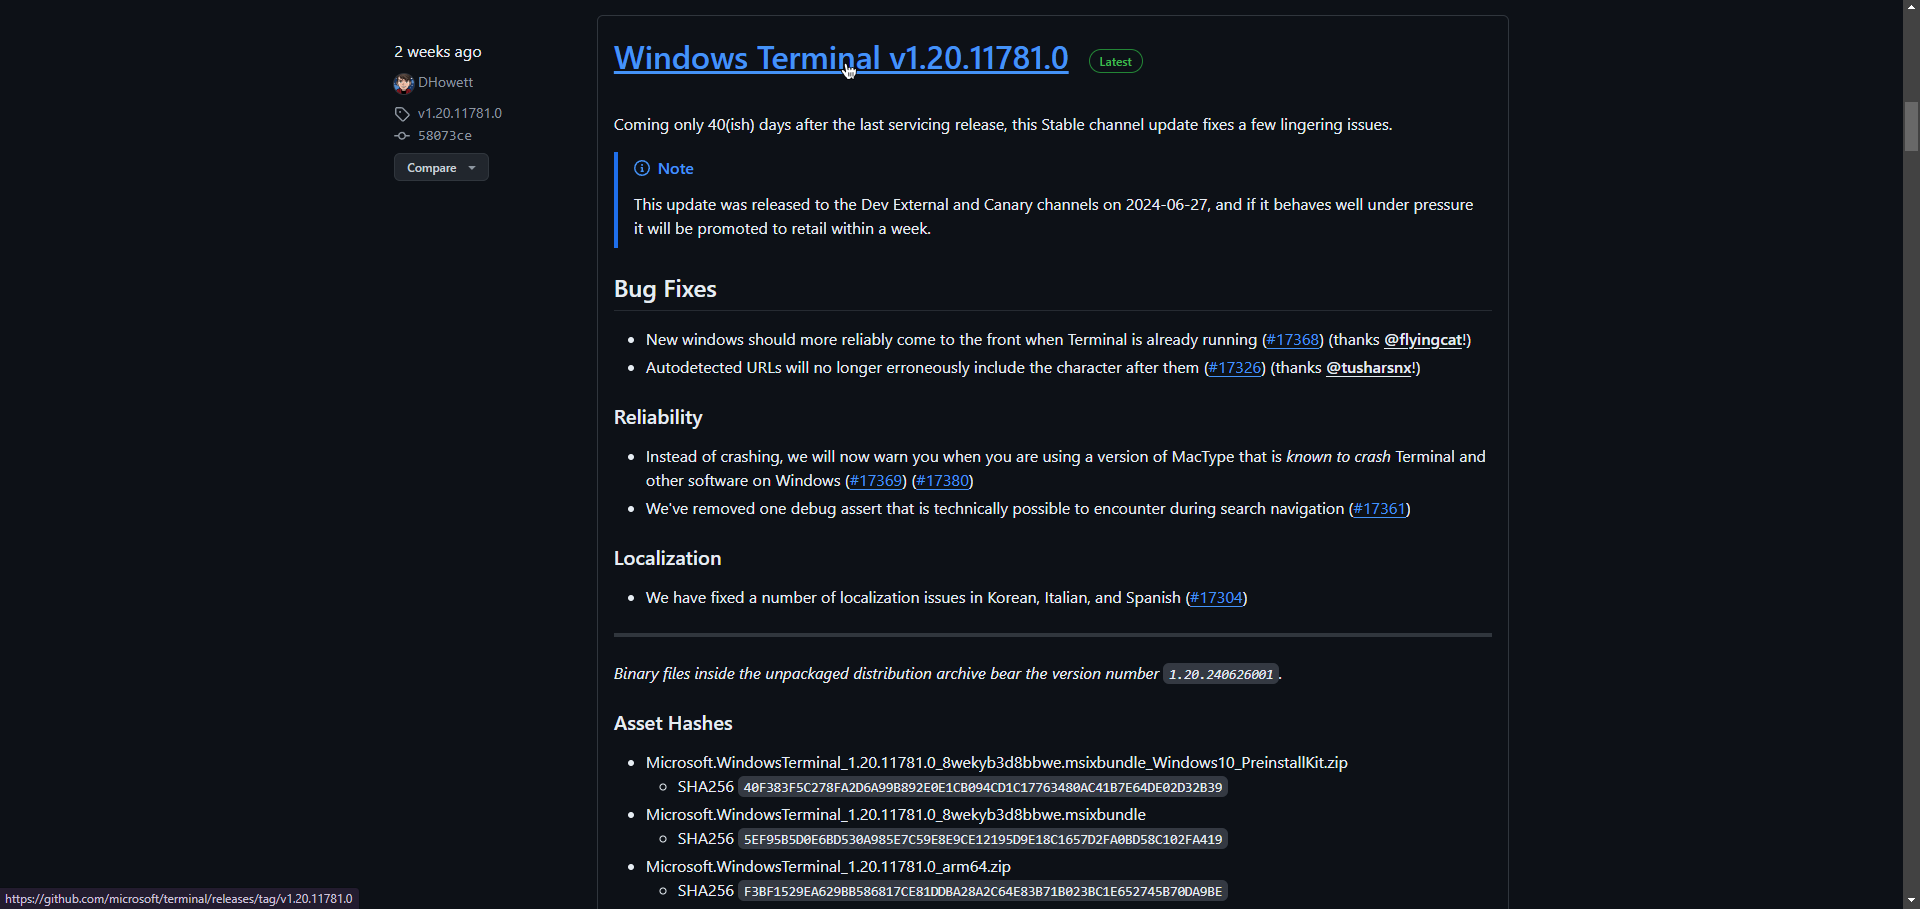 2 weeks ago
DHowett
v1.20.11781.0
58073ce
Compare
Windows Terminal v1.20.11781.0 Latest
Coming only 40(ish) days after the last servicing release, this Stable channel update fixes a few lingering issues.
Note
This update was released to the Dev External and Canary channels on 2024-06-27, and if it behaves well under pressure
it will be promoted to retail within a week.
Bug Fixes
• New windows should more reliably come to the front when Terminal is already running (#17368) (thanks @flyingcat!)
• Autodetected URLs will no longer erroneously include the character after them (#17326) (thanks @tusharsnx!)
Reliability
• Instead of crashing, we will now warn you when you are using a version of MacType that is known to crash Terminal and
other software on Windows (#17369) (#17380)
• We've removed one debug assert that is technically possible to encounter during search navigation (#17361)
Localization
• We have fixed a number of localization issues in Korean, Italian, and Spanish (#17304)
Binary files inside the unpackaged distribution archive bear the version number 1.20.240626001.
Asset Hashes
• Microsoft.WindowsTerminal_1.20.11781.0_8wekyb3d8bbwe.msixbundle_Windows10_PreinstallKit.zip
◦ SHA256 40F383F5C278FA2D6A99B892E0E1CB094CD1C17763480AC41B7E64DE02D32B39
• Microsoft.WindowsTerminal_1.20.11781.0_8wekyb3d8bbwe.msixbundle
◦ SHA256 5EF95B5D0E6BD530A985E7C59E8E9CE12195D9E18C1657D2FA0BD58C102FA419
• Microsoft.WindowsTerminal_1.20.11781.0_arm64.zip
◦ SHA256 F3BF1529EA629BB586817CE81DDBA28A2C64E83B71B023BC1E652745B70DA9BE
https://github.com/microsoft/terminal/releases/tag/v1.20.11781.0